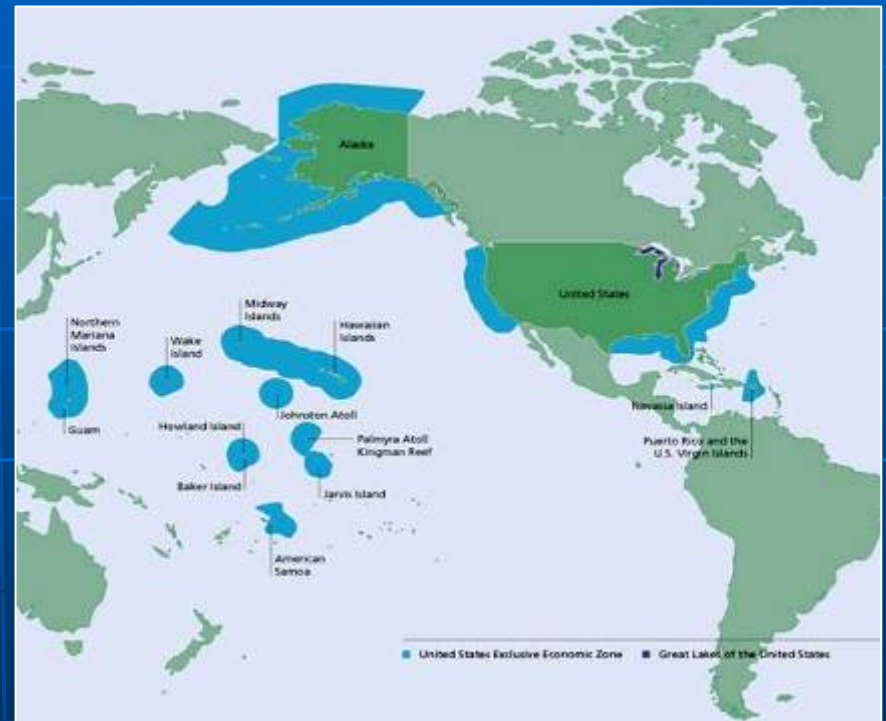 Alaska
United States
Northern
Mariana
Islands
Wake
Island
Midway
Islands
Hawaiian
Islands
Guam
Johnston Atoll
Howland Island
Palmyra Atoll
Kingman Reef
Baker Island
Jarvis Island
American
Samoa
Navassa Island
Puerto Rico and the
U.S. Virgin Islands
United States Exclusive Economic Zone
Great Lakes of the United States